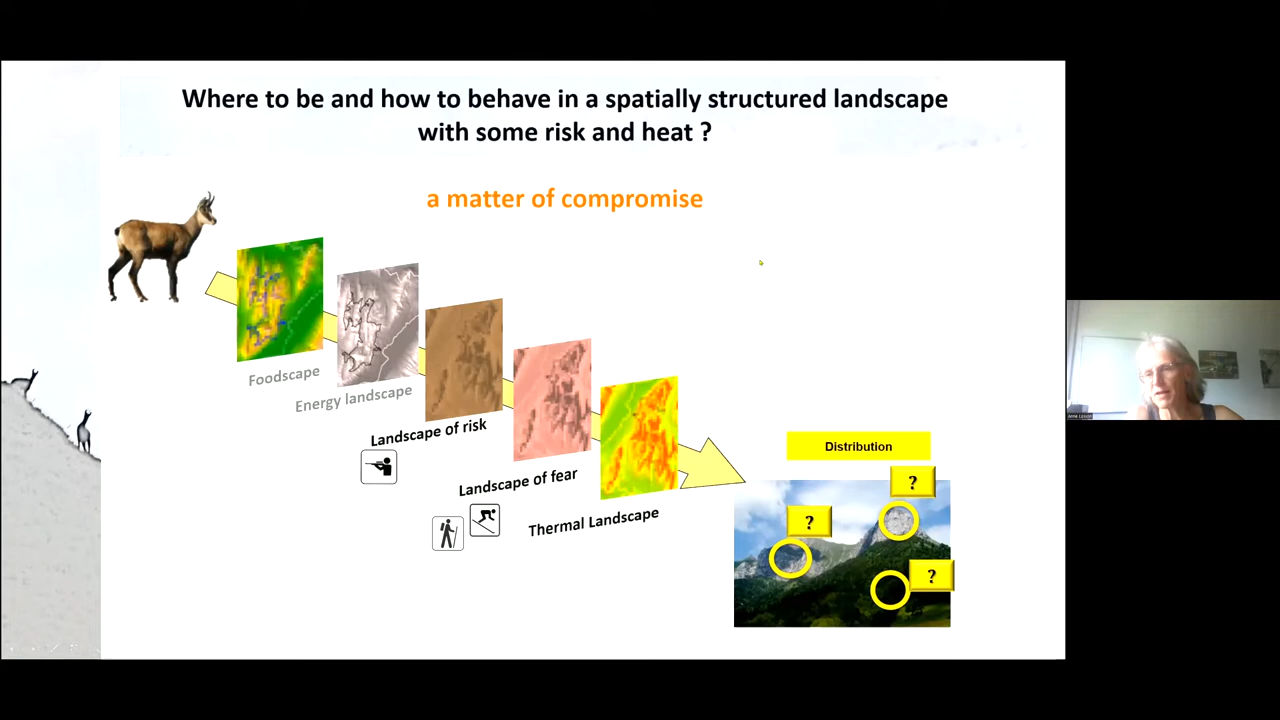 Where to be and how to behave in a spatially structured landscape
with some risk and heat ?
a matter of compromise
Foodscape
Energy landscape
Landscape of risk
Landscape of fear
Thermal Landscape
Distribution
?
?
?